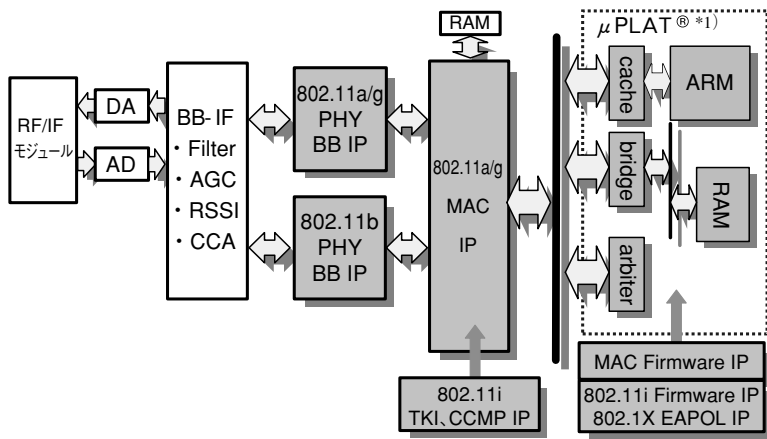 RAM
μPLAT® *1)
RF/IF
モジュール
DA
AD
BB-IF
・Filter
・AGC
・RSSI
・CCA
802.11a/g
PHY
BB IP
802.11b
PHY
BB IP
802.11a/g
MAC
IP
cache
ARM
bridge
RAM
arbiter
802.11i
TKI、CCMP IP
MAC Firmware IP
802.11i Firmware IP
802.1X EAPOL IP